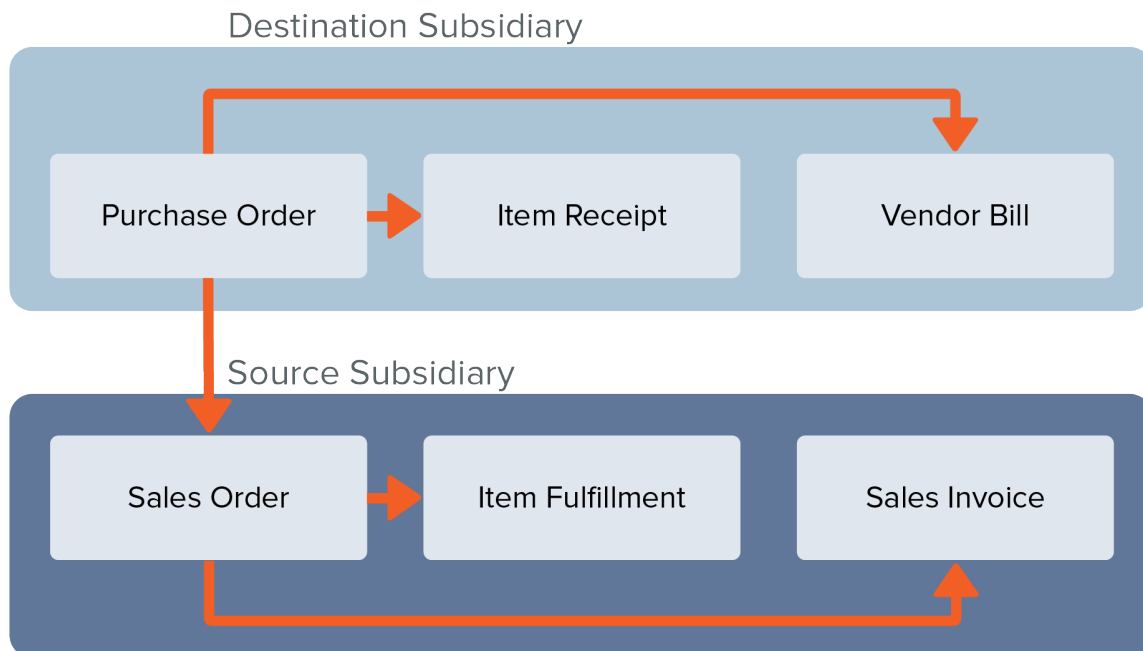 Destination Subsidiary
Purchase Order
Item Receipt
Vendor Bill
Source Subsidiary
Sales Order
Item Fulfillment
Sales Invoice